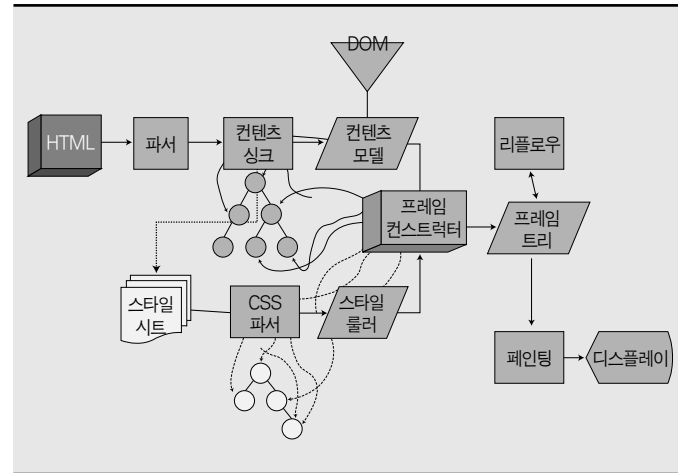 DOM
HTML
파서
컨텐츠
싱크
컨텐츠
모델
리플로우
프레임
컨스트럭터
프레임
트리
스타일
시트
CSS
파서
스타일
룰러
페인팅
디스플레이